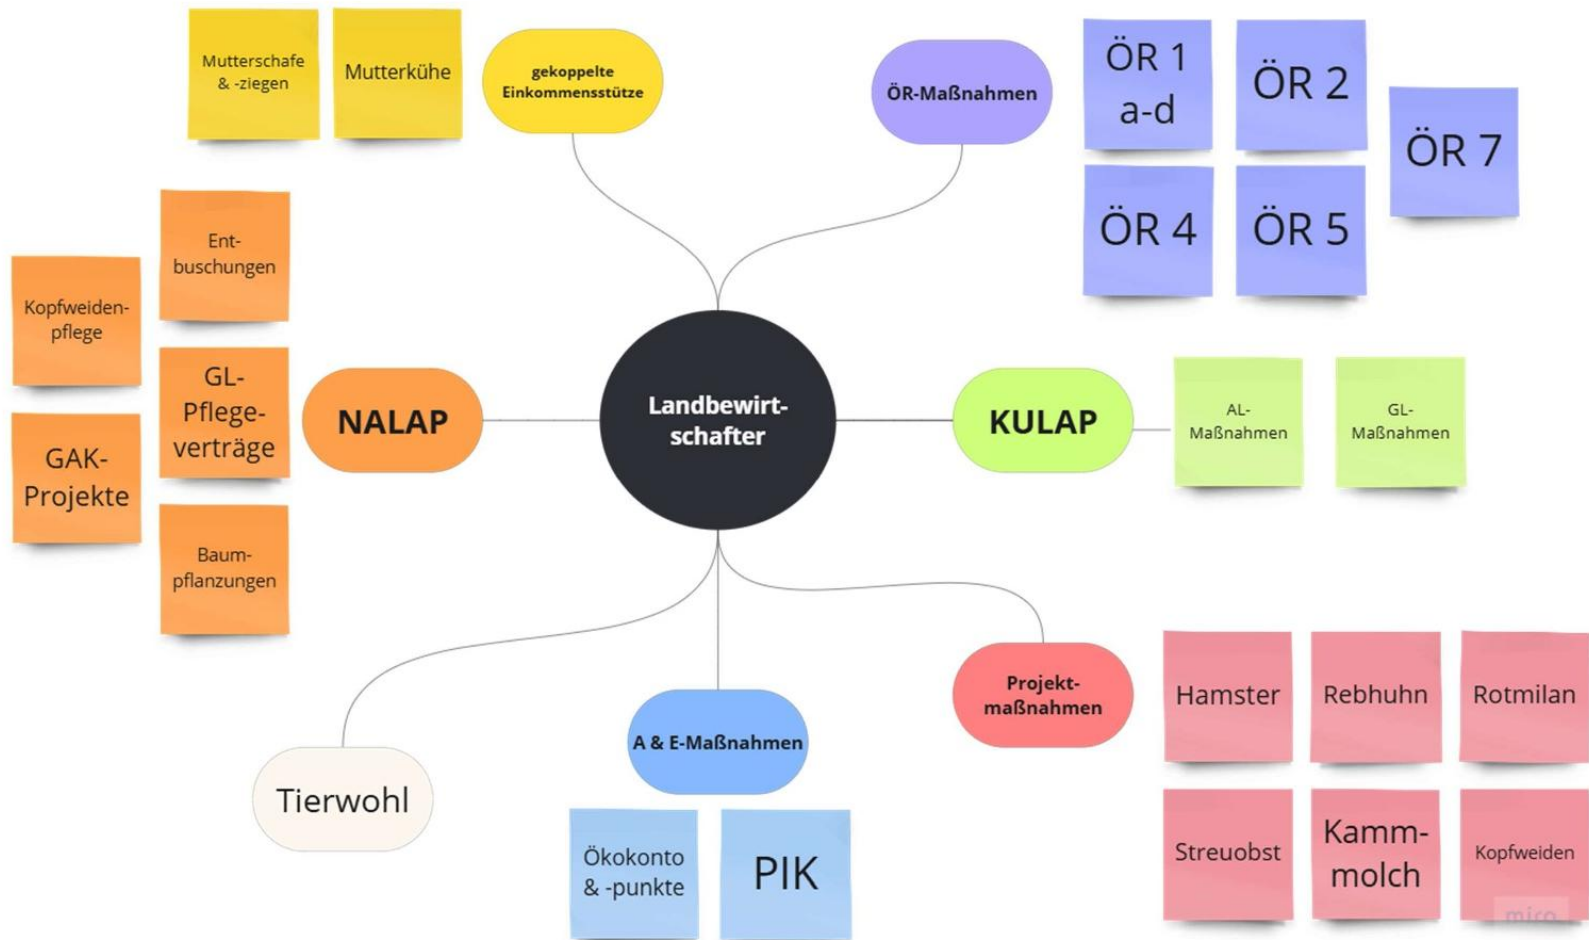 Mutterschafe
& -ziegen
Mutterkühe
gekoppelte
Einkommensstütze
ÖR-Maßnahmen
ÖR 1
a-d
ÖR 2
ÖR 7
ÖR 4
ÖR 5
Ent-
buschungen
Kopfweiden-
pflege
GL-
Pflege-
verträge
GAK-
Projekte
Baum-
pflanzungen
NALAP
Landbewirt-
schafter
KULAP
AL-
Maßnahmen
GL-
Maßnahmen
Tierwohl
A & E-Maßnahmen
Ökokonto
& -punkte
PIK
Projekt-
maßnahmen
Hamster
Rebhuhn
Rotmilan
Streuobst
Kamm-
molch
Kopfweiden
miro